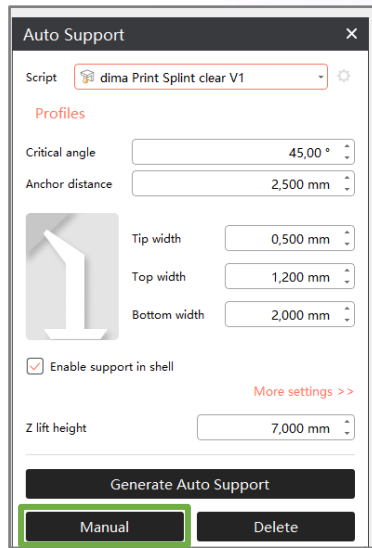 Auto Support
Script dima Print Splint clear V1
Profiles
Critical angle 45,00 °
Anchor distance 2,500 mm
Tip width 0,500 mm
Top width 1,200 mm
Bottom width 2,000 mm
Enable support in shell
More settings >>
Z lift height 7,000 mm
Generate Auto Support
Manual Delete